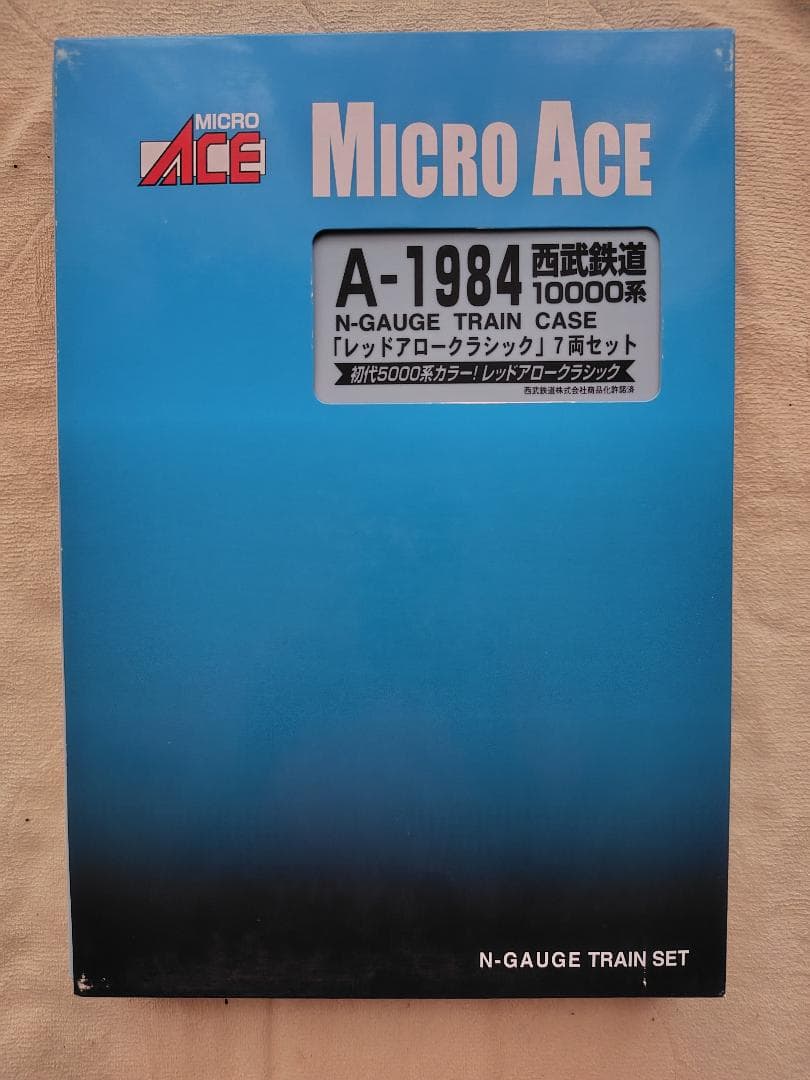 MICRO
ACE
MICRO ACE
A-1984 西武鉄道
10000系
N-GAUGE TRAIN CASE
「レッドアロークラシック」7両セット
初代5000系カラー!レッドアロークラシック
西武鉄道株式会社商品化許諾済
N-GAUGE TRAIN SET